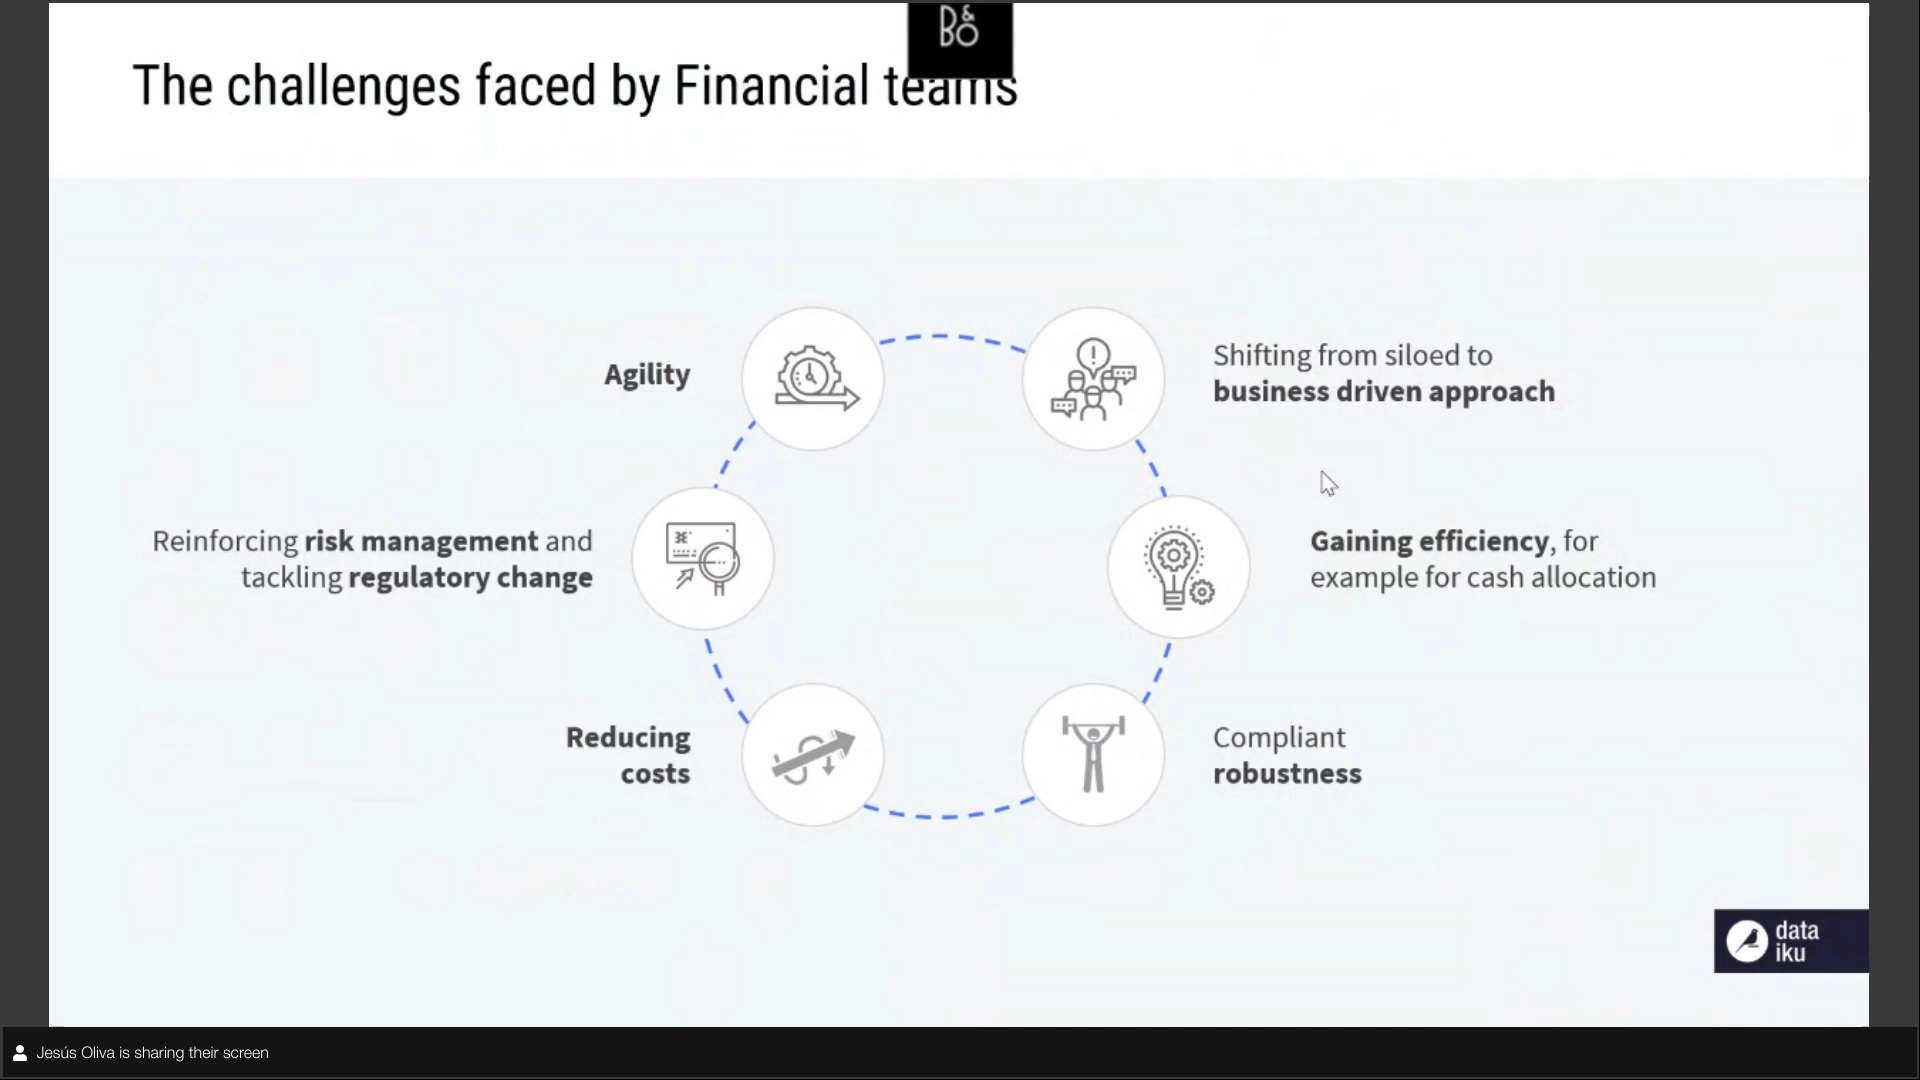 B&O
The challenges faced by Financial teams
Agility
Shifting from siloed to
business driven approach
Reinforcing risk management and
tackling regulatory change
Gaining efficiency, for
example for cash allocation
Reducing
costs
Compliant
robustness
data
iku
Jesús Oliva is sharing their screen